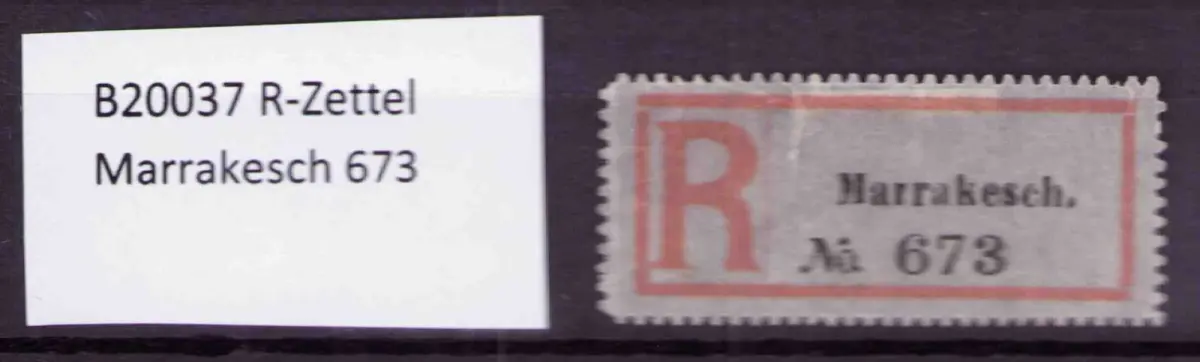 B20037 R-Zettel
Marrakesch 673
R
Marrakesch.
№ 673